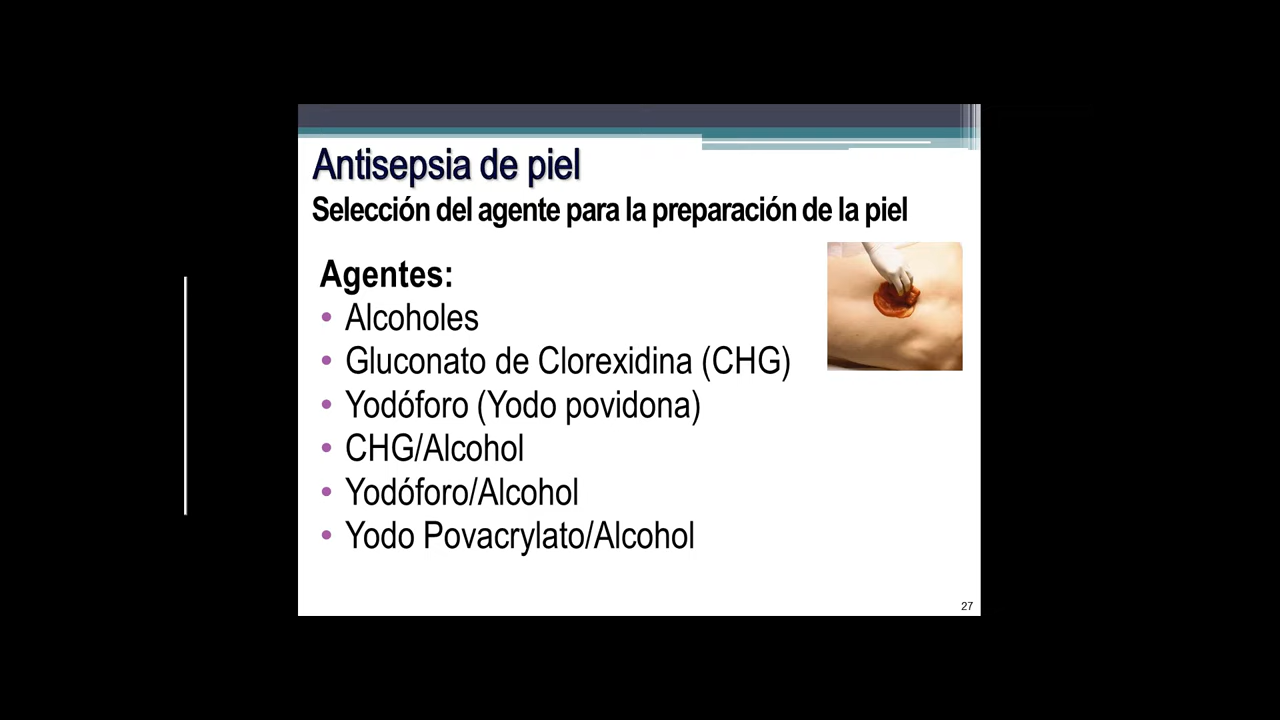 Antisepsia de piel
Selección del agente para la preparación de la piel
Agentes:
• Alcoholes
• Gluconato de Clorexidina (CHG)
• Yodóforo (Yodo povidona)
• CHG/Alcohol
• Yodóforo/Alcohol
• Yodo Povacrylato/Alcohol
27